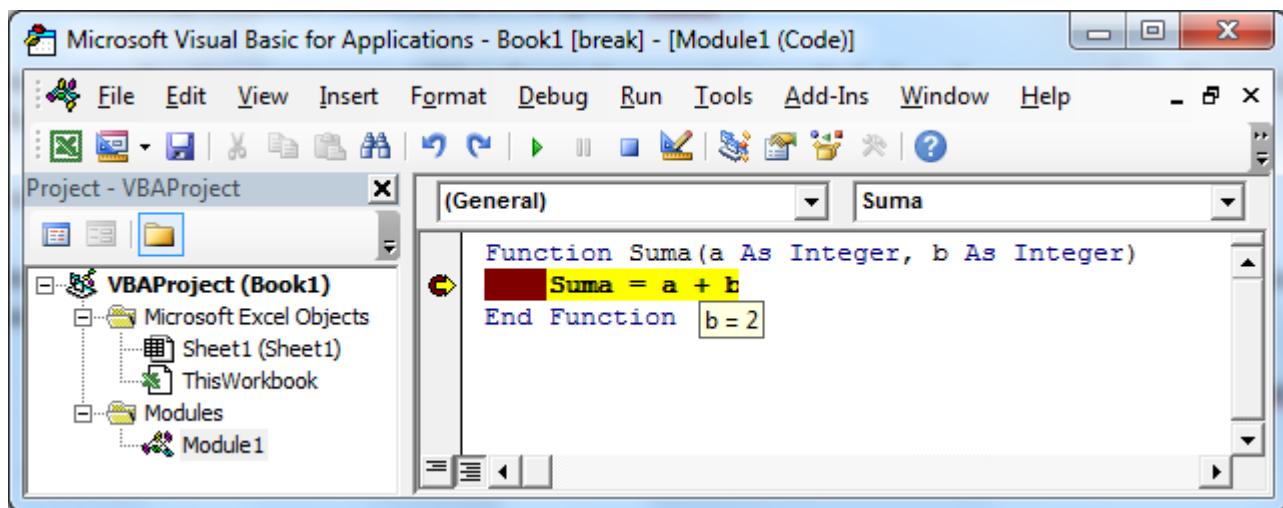 Microsoft Visual Basic for Applications - Book1 [break] - [Module1 (Code)]
File Edit View Insert Format Debug Run Tools Add-Ins Window Help
Project - VBAProject
(General) Suma
VBAProject (Book1)
Microsoft Excel Objects
Sheet1 (Sheet1)
ThisWorkbook
Modules
Module1
Function Suma(a As Integer, b As Integer)
Suma = a + b
End Function
b = 2